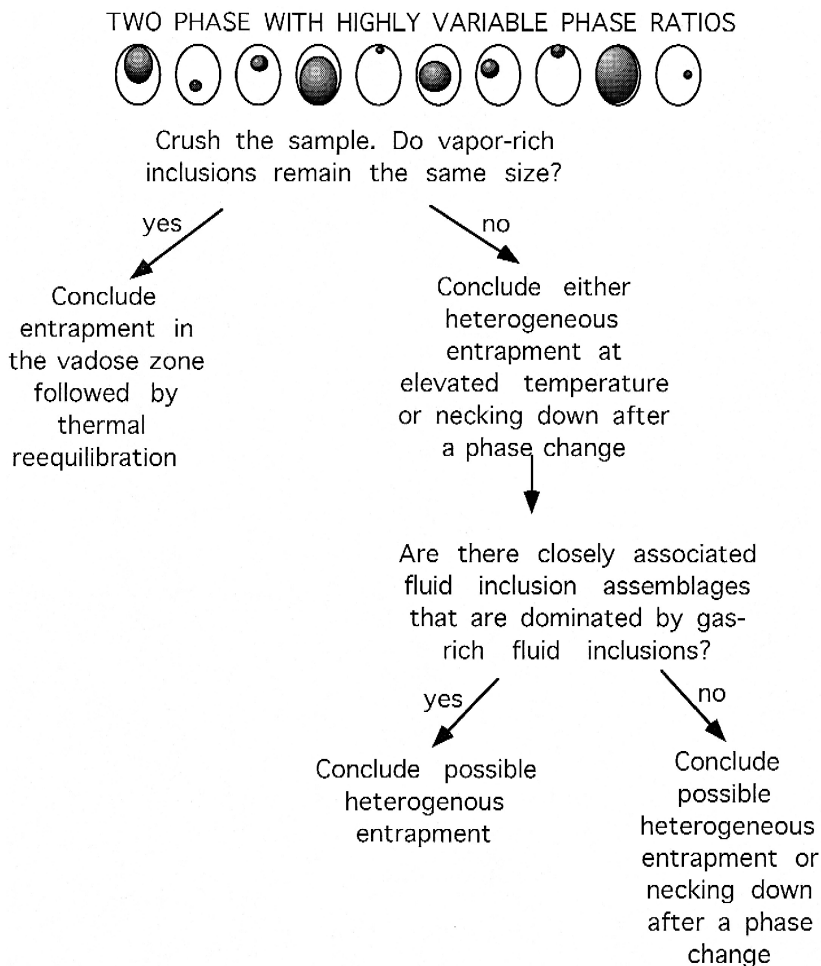 TWO PHASE WITH HIGHLY VARIABLE PHASE RATIOS
Crush the sample. Do vapor-rich
inclusions remain the same size?
yes
no
Conclude
entrapment in
the vadose zone
followed by
thermal
reequilibration
Conclude either
heterogeneous
entrapment at
elevated temperature
or necking down after
a phase change
Are there closely associated
fluid inclusion assemblages
that are dominated by gas-
rich fluid inclusions?
yes
no
Conclude possible
heterogenous
entrapment
Conclude
possible
heterogeneous
entrapment or
necking down
after a phase
change